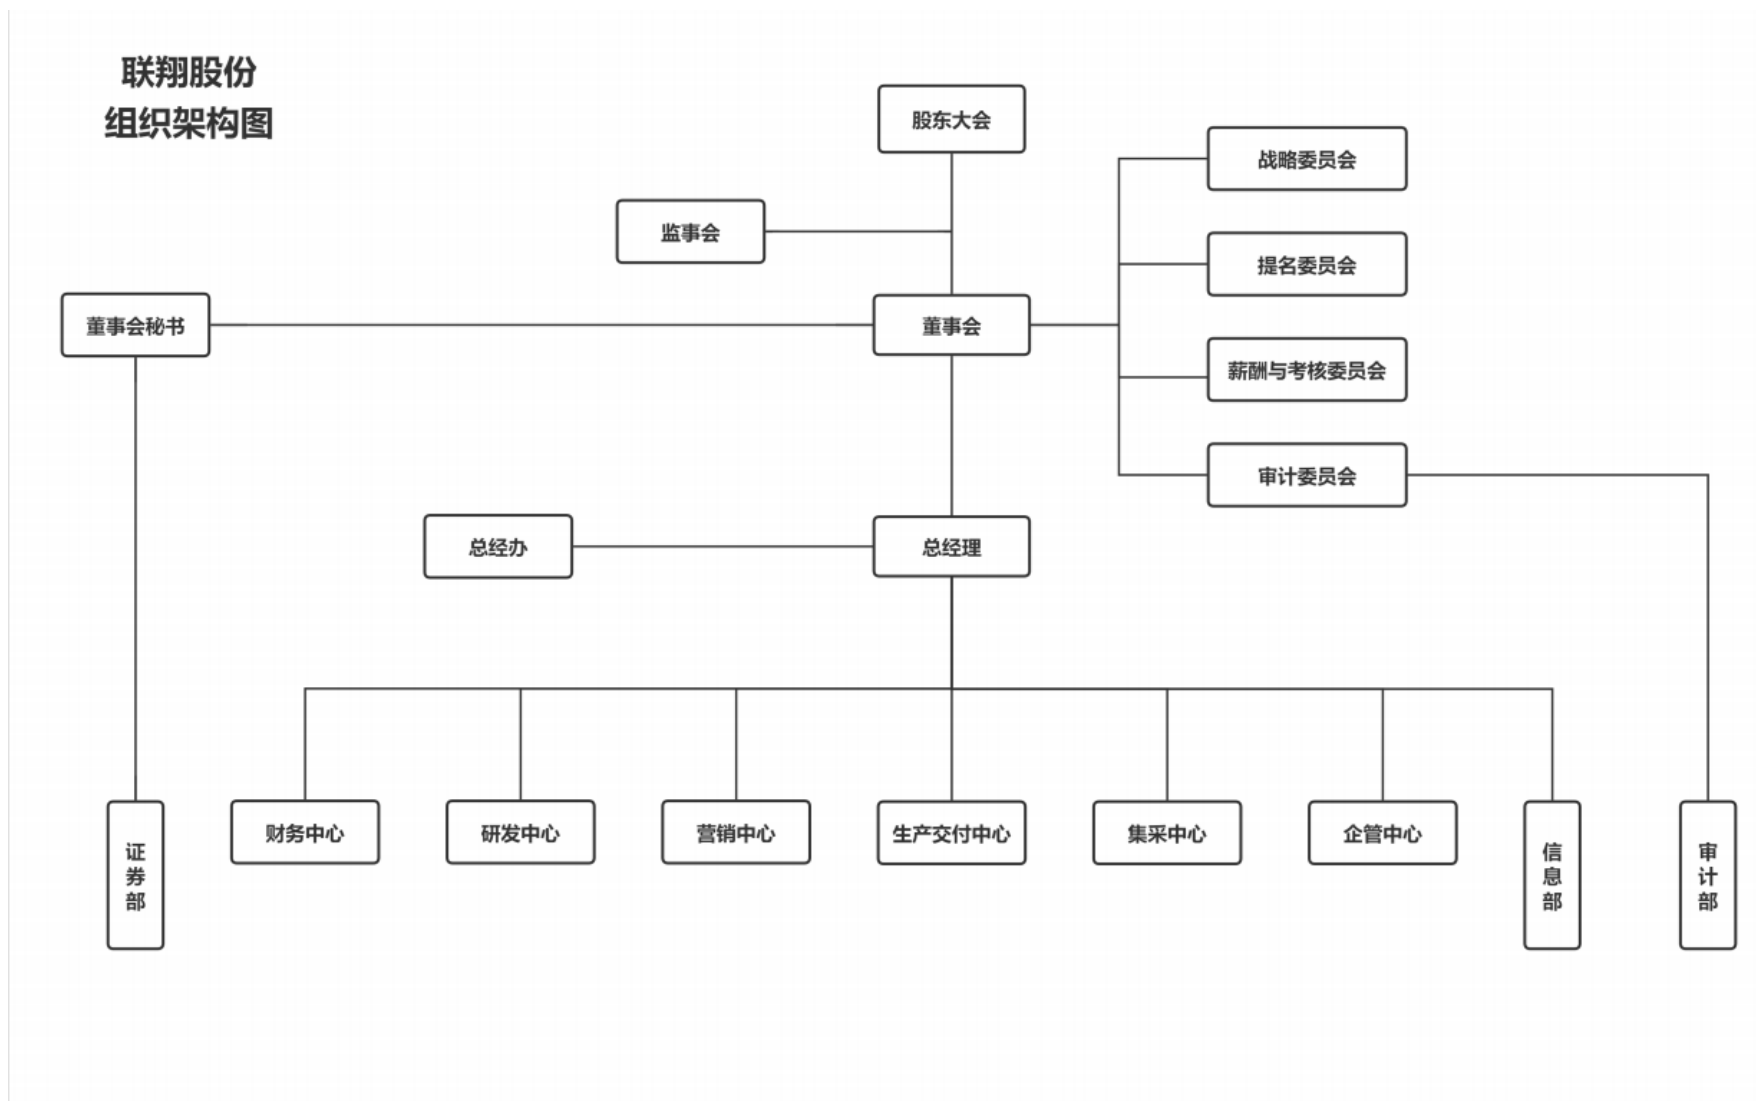 联翔股份
组织架构图
股东大会
战略委员会
监事会
提名委员会
董事会秘书
董事会
薪酬与考核委员会
审计委员会
总经办
总经理
证券部
财务中心
研发中心
营销中心
生产交付中心
集采中心
企管中心
信息部
审计部